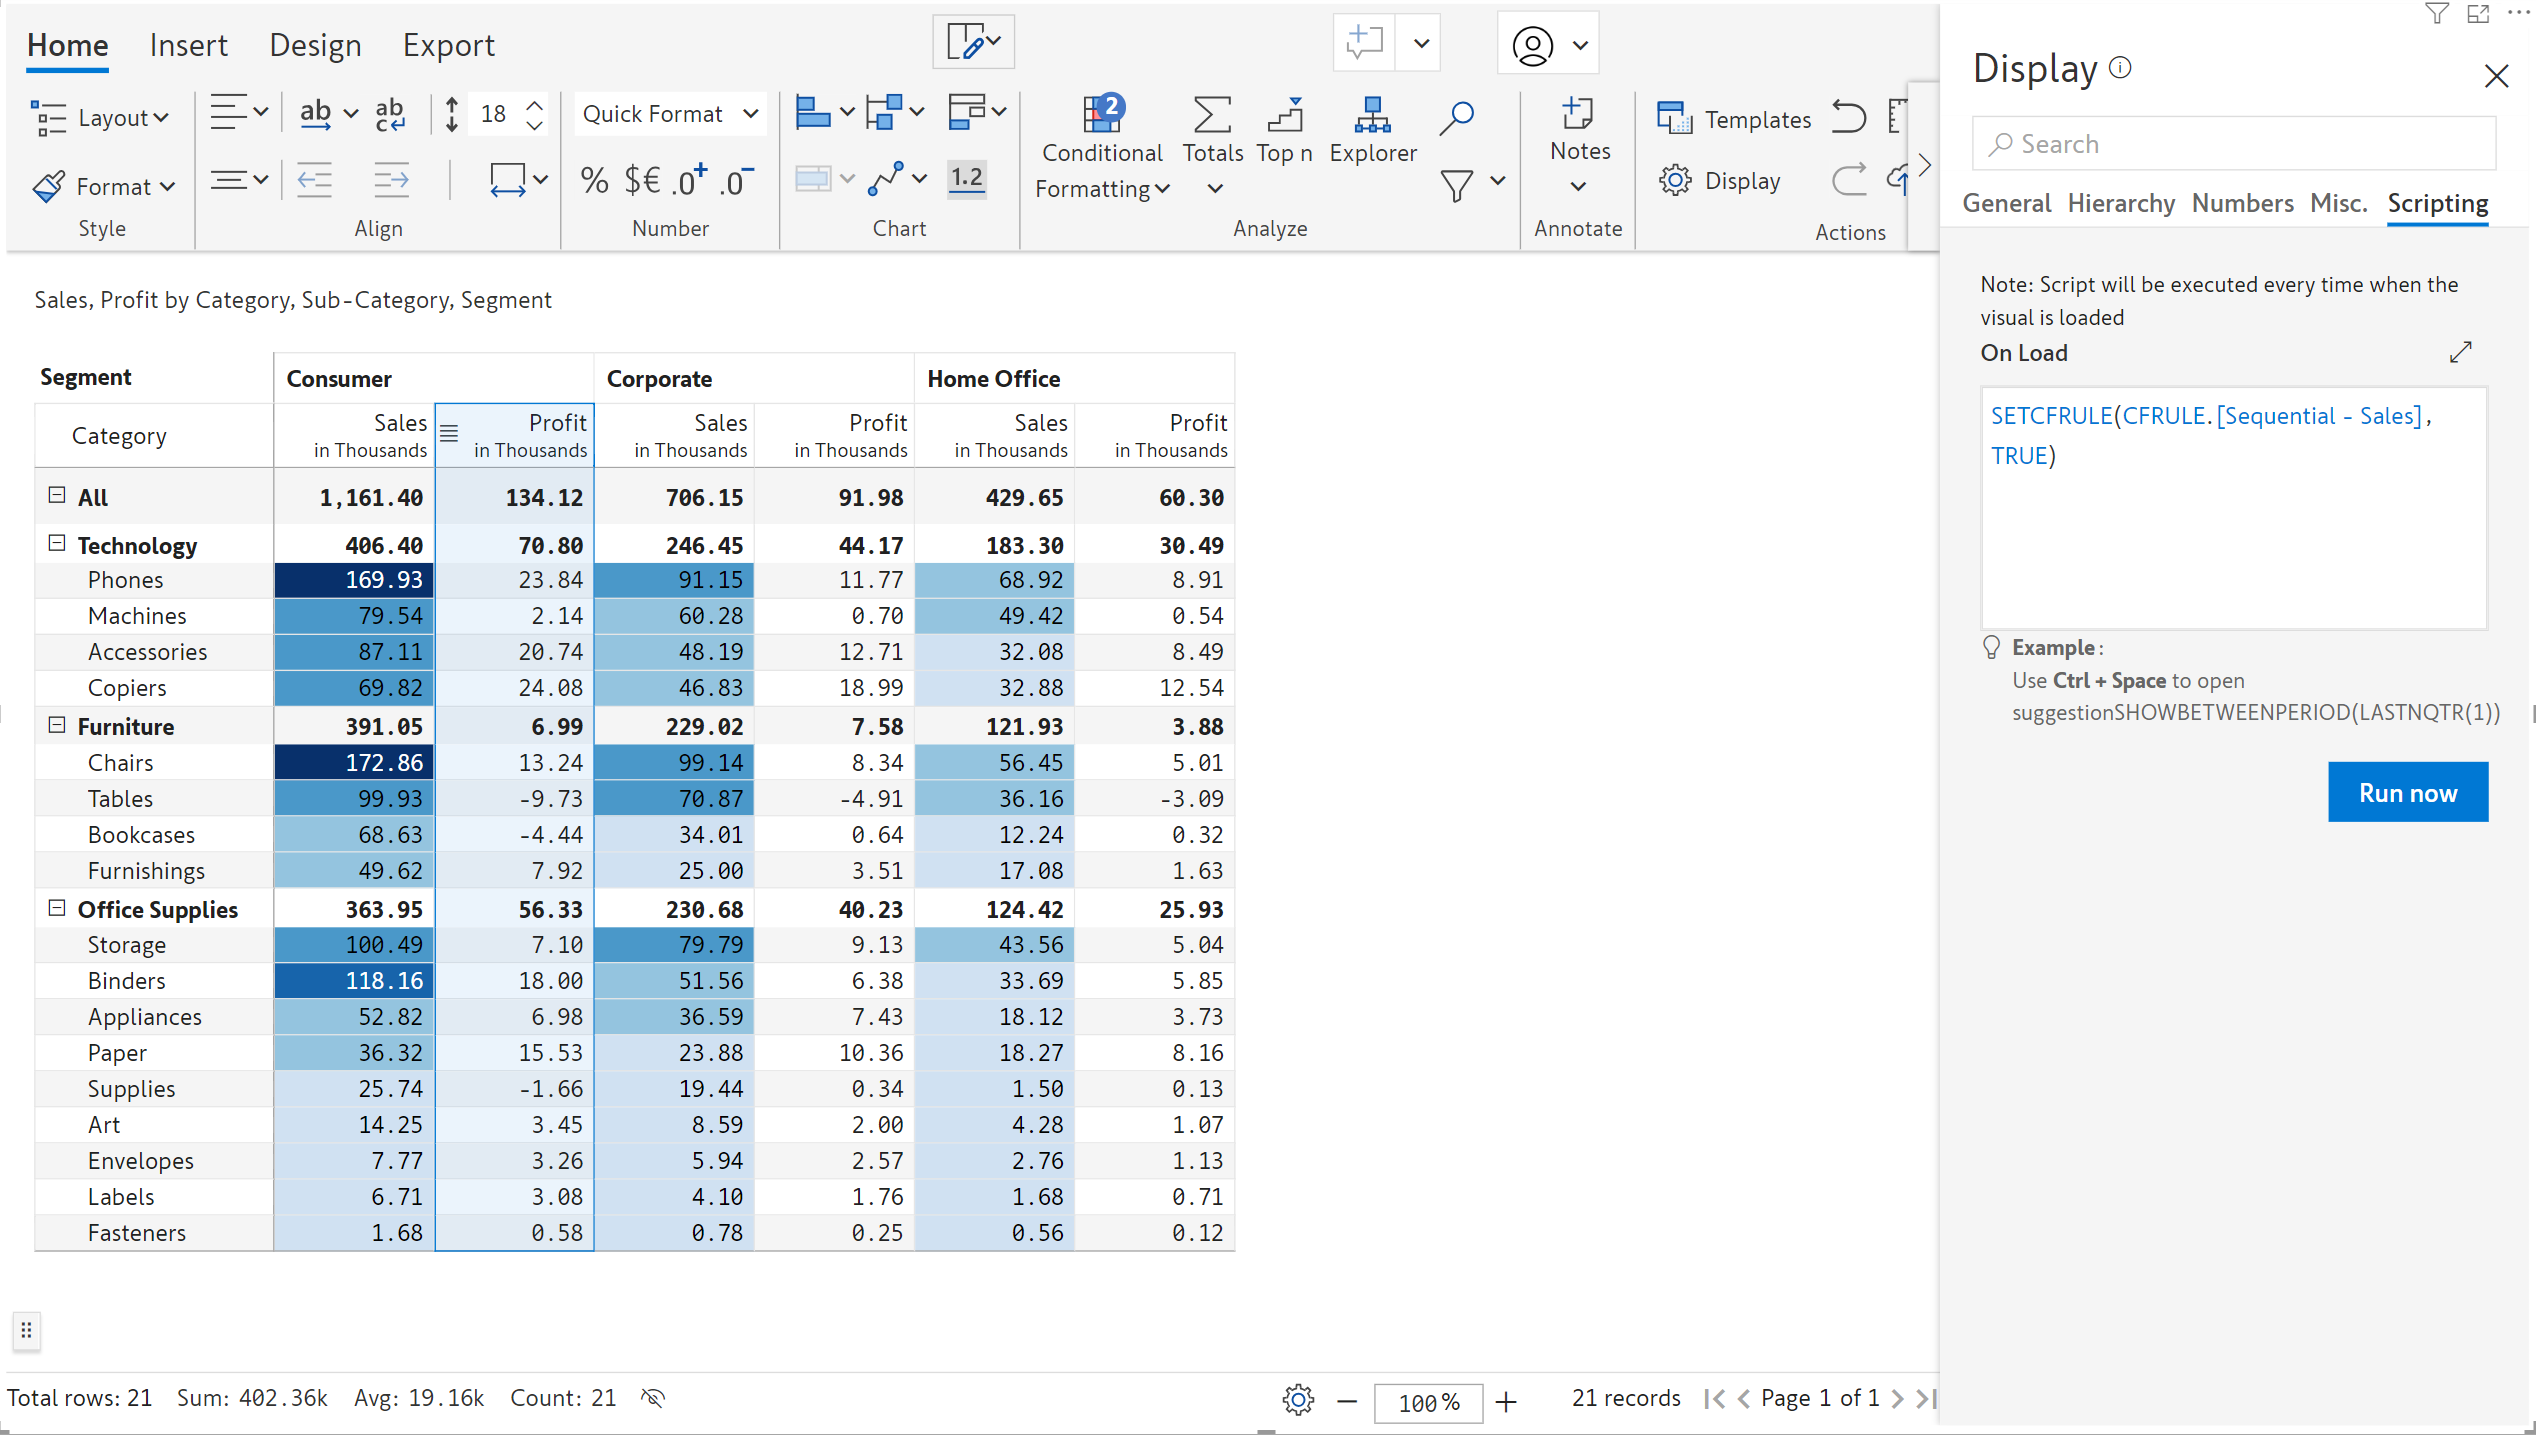 Home Insert Design Export
Layout
ab
ab
c
18
Quick Format
2
Conditional
Formatting
Totals
Top n
Explorer
Notes
Templates
Format
% $€ .0+ .0−
1.2
Display
Style
Align
Number
Chart
Analyze
Annotate
Actions
Sales, Profit by Category, Sub-Category, Segment
Segment Consumer Corporate Home Office
Category Sales Profit Sales Profit Sales Profit
in Thousands in Thousands in Thousands in Thousands in Thousands in Thousands
All 1,161.40 134.12 706.15 91.98 429.65 60.30
Technology 406.40 70.80 246.45 44.17 183.30 30.49
Phones 169.93 23.84 91.15 11.77 68.92 8.91
Machines 79.54 2.14 60.28 0.70 49.42 0.54
Accessories 87.11 20.74 48.19 12.71 32.08 8.49
Copiers 69.82 24.08 46.83 18.99 32.88 12.54
Furniture 391.05 6.99 229.02 7.58 121.93 3.88
Chairs 172.86 13.24 99.14 8.34 56.45 5.01
Tables 99.93 -9.73 70.87 -4.91 36.16 -3.09
Bookcases 68.63 -4.44 34.01 0.64 12.24 0.32
Furnishings 49.62 7.92 25.00 3.51 17.08 1.63
Office Supplies 363.95 56.33 230.68 40.23 124.42 25.93
Storage 100.49 7.10 79.79 9.13 43.56 5.04
Binders 118.16 18.00 51.56 6.38 33.69 5.85
Appliances 52.82 6.98 36.59 7.43 18.12 3.73
Paper 36.32 15.53 23.88 10.36 18.27 8.16
Supplies 25.74 -1.66 19.44 0.34 1.50 0.13
Art 14.25 3.45 8.59 2.00 4.28 1.07
Envelopes 7.77 3.26 5.94 2.57 2.76 1.13
Labels 6.71 3.08 4.10 1.76 1.68 0.71
Fasteners 1.68 0.58 0.78 0.25 0.56 0.12
Total rows: 21 Sum: 402.36k Avg: 19.16k Count: 21
100 %
21 records
Page 1 of 1
Display
Search
General Hierarchy Numbers Misc. Scripting
Note: Script will be executed every time when the
visual is loaded
On Load
SETCFRULE(CFRULE.[Sequential - Sales],
TRUE)
Example:
Use Ctrl + Space to open
suggestionSHOWBETWEENPERIOD(LASTNQTR(1))
Run now